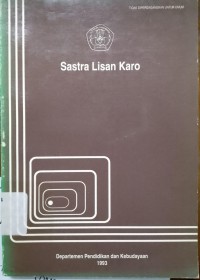 Sastra Lisan Karo
Departemen Pendidikan dan Kebudayaan
1993